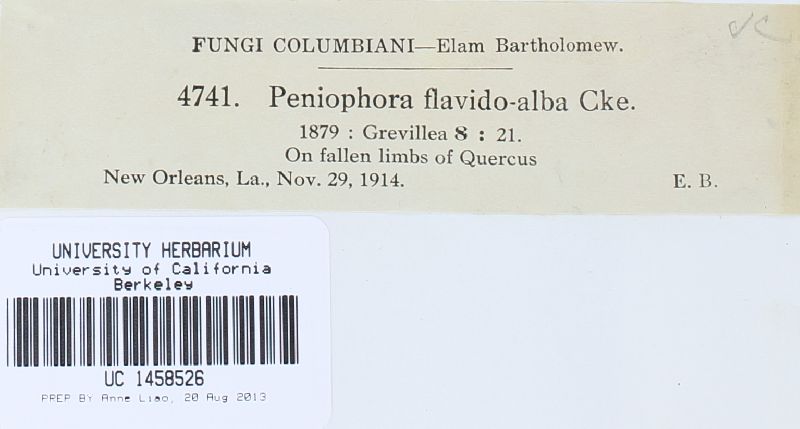 FUNGI COLUMBIANI—Elam Bartholomew.
4741. Peniophora flavido-alba Cke.
1879 : Grevillea 8 : 21.
On fallen limbs of Quercus
New Orleans, La., Nov. 29, 1914. E. B.
UNIVERSITY HERBARIUM
University of California
Berkeley
UC 1458526
PREP BY Anne Liao, 20 Aug 2013